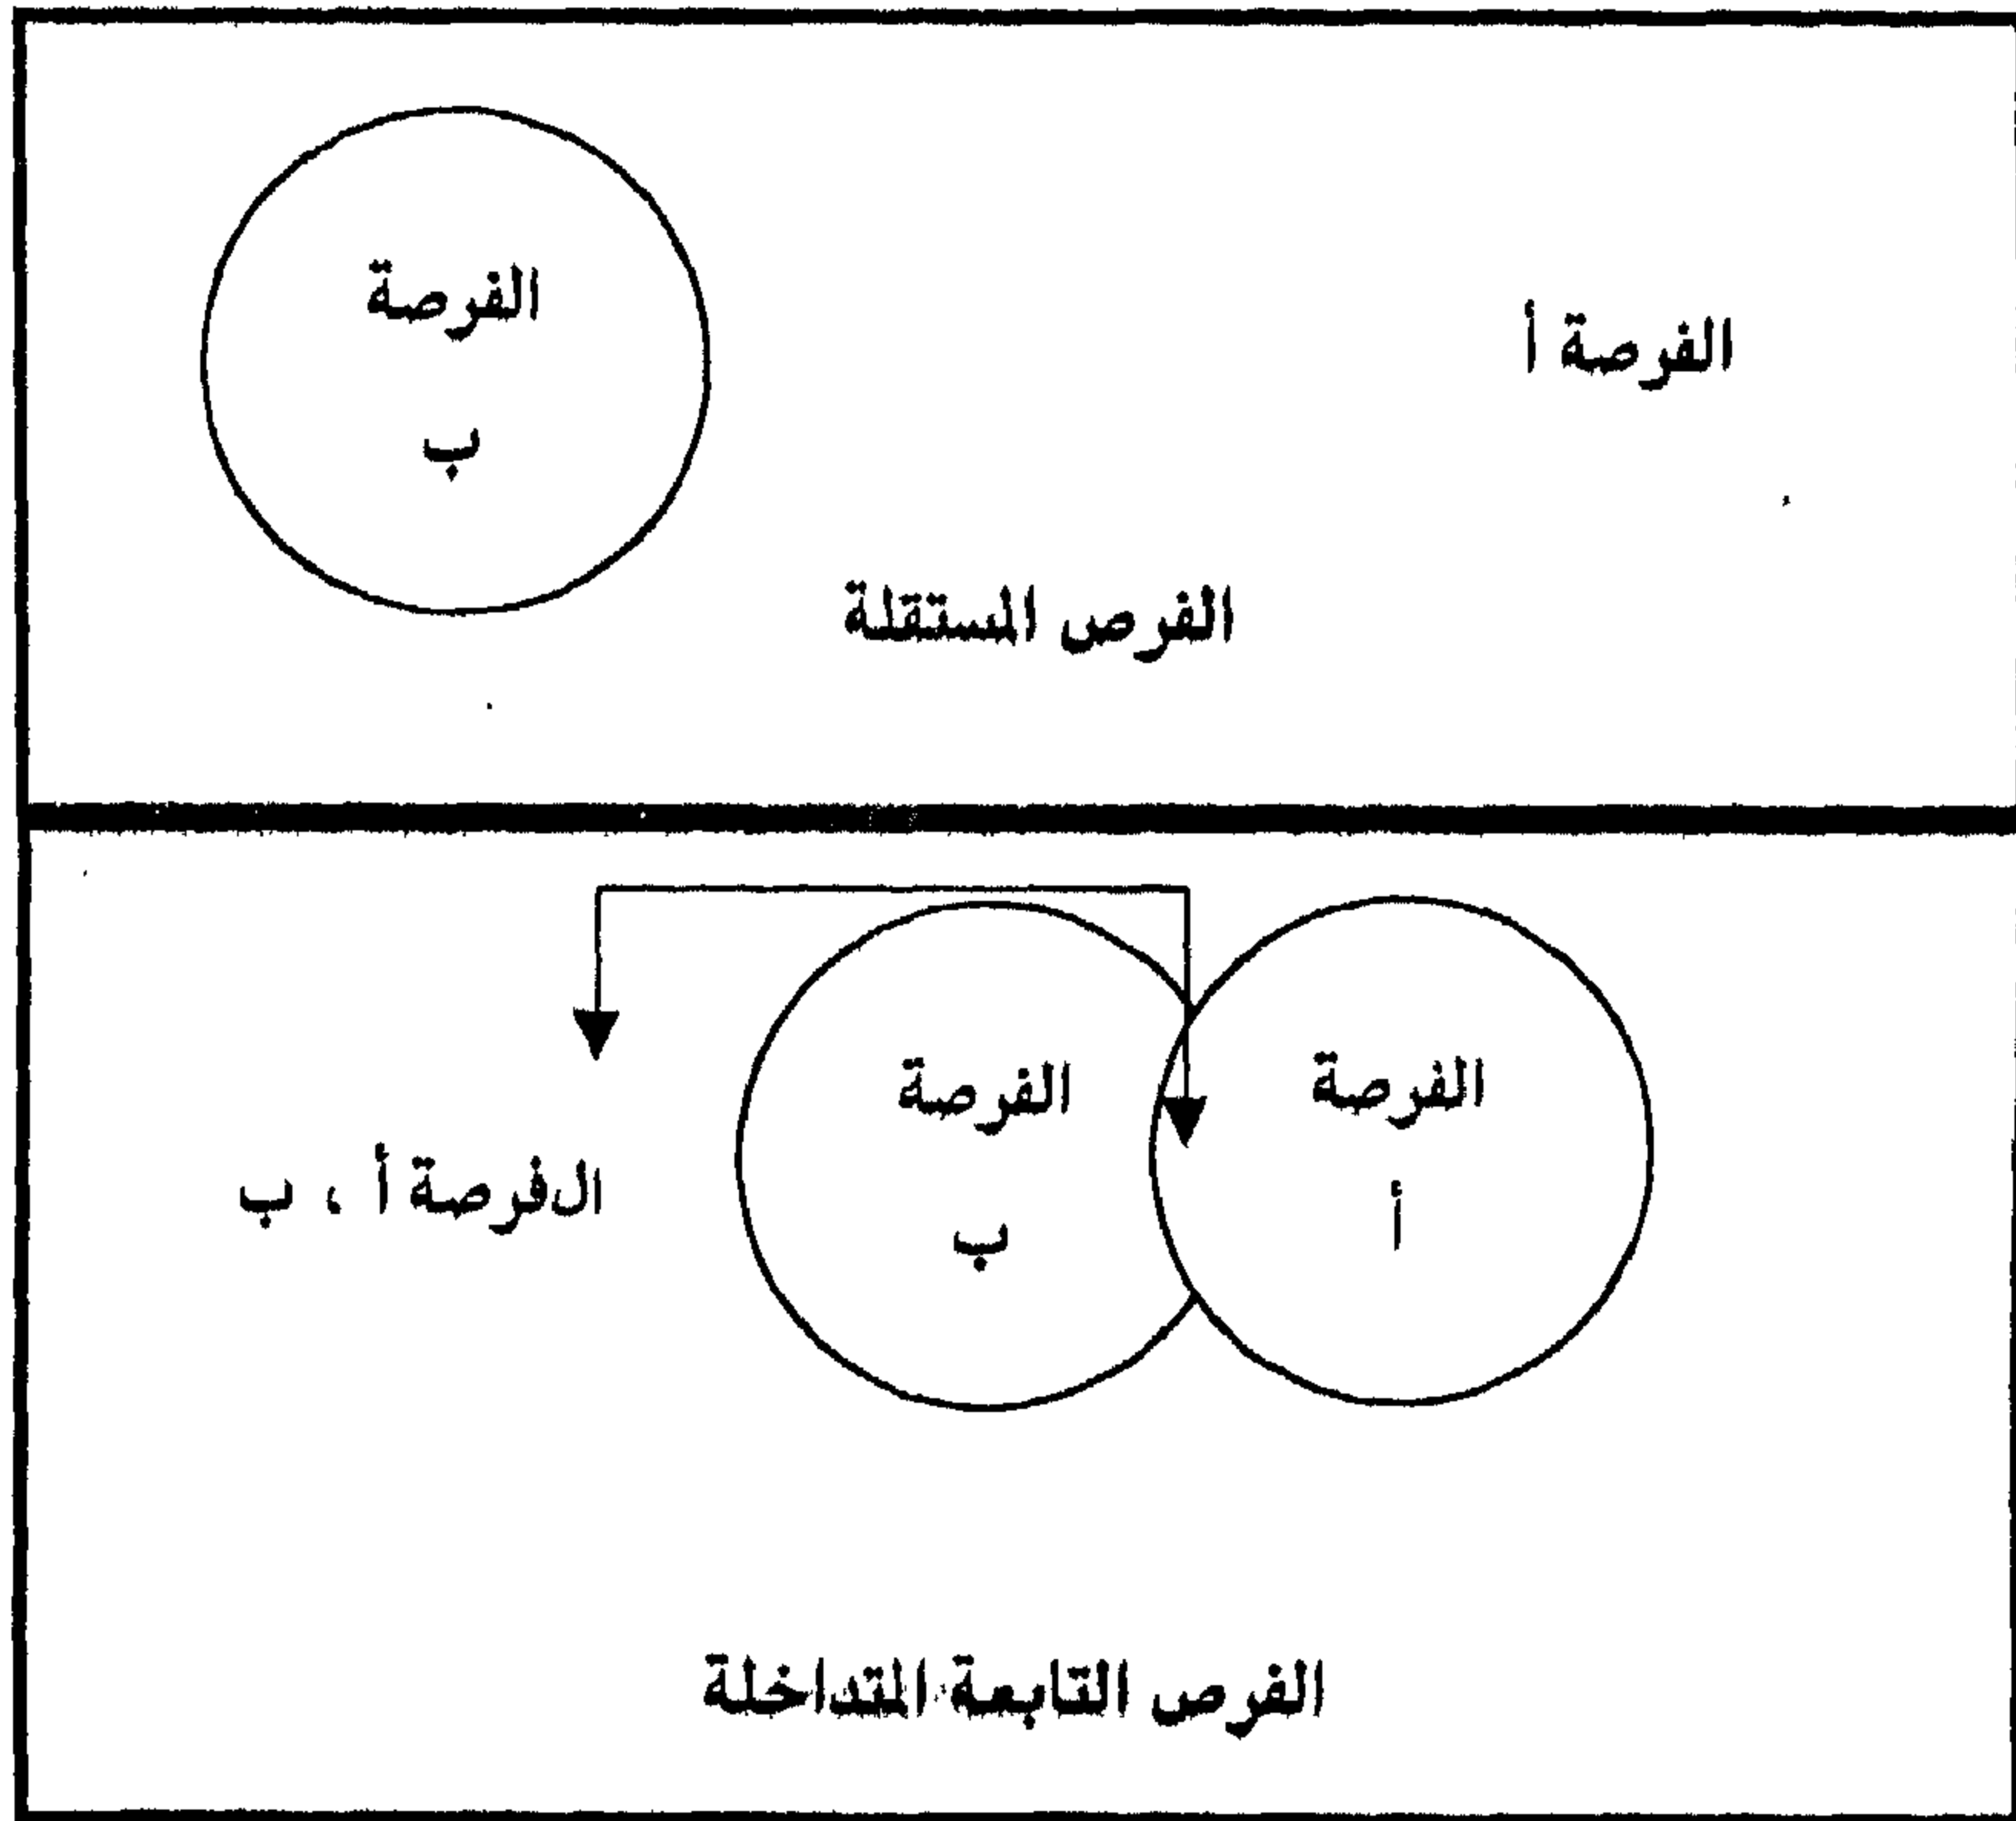 الفرصة أ
الفرصة
ب
الفرص المستقلة
الفرصة
أ
الفرصة
ب
الفرصة أ ، ب
الفرص التابعة المتداخلة